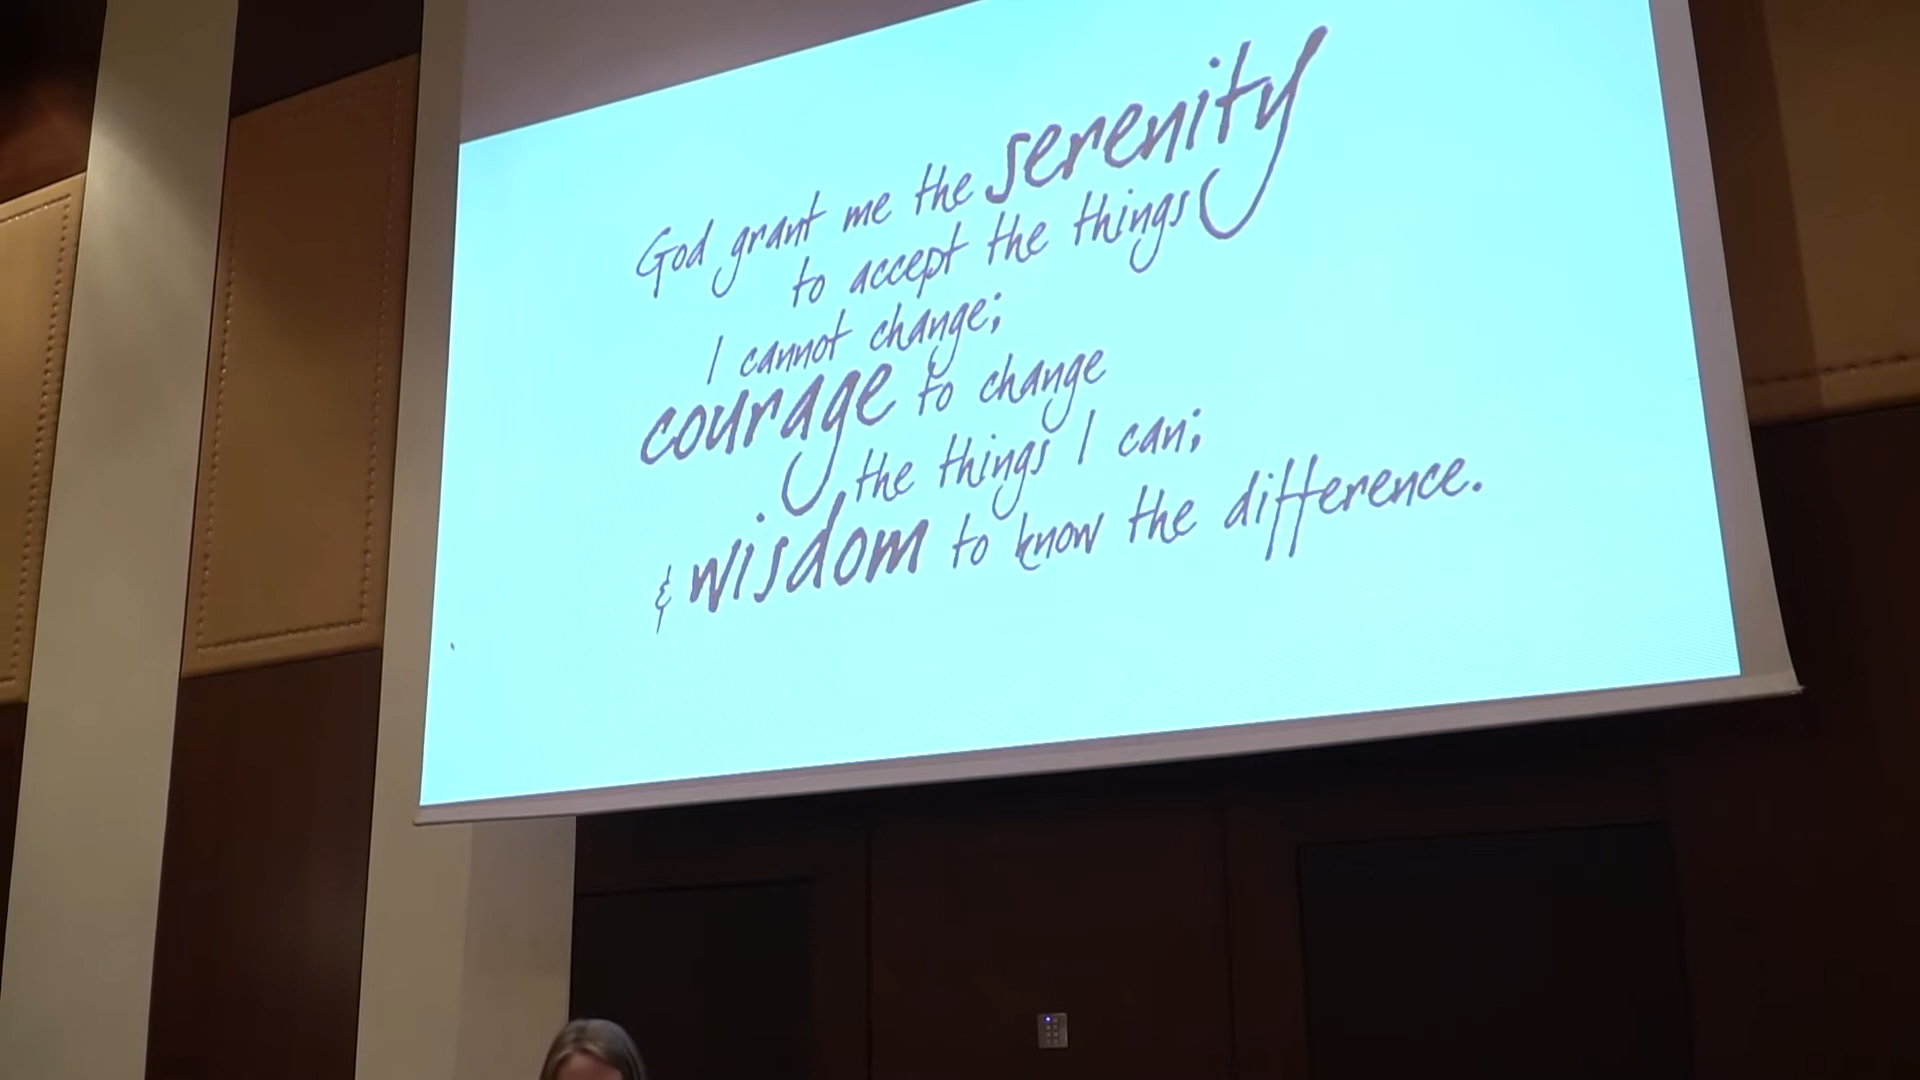 God grant me the serenity
to accept the things
I cannot change;
courage to change
the things I can;
& wisdom to know the difference.